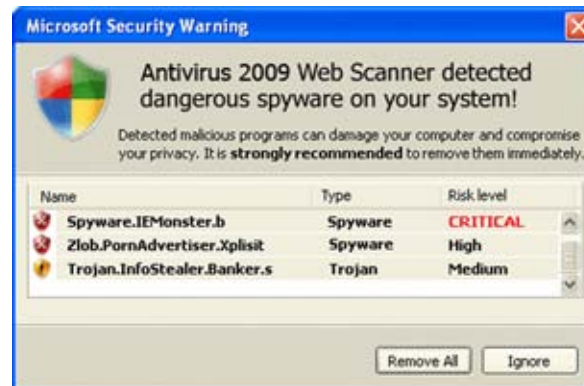 Microsoft Security Warning
Antivirus 2009 Web Scanner detected
dangerous spyware on your system!
Detected malicious programs can damage your computer and compromise
your privacy. It is strongly recommended to remove them immediately.
Name Type Risk level
Spyware.IEMonster.b Spyware CRITICAL
Zlob.PornAdvertiser.Xplisit Spyware High
Trojan.InfoStealer.Banker.s Trojan Medium
Remove All Ignore